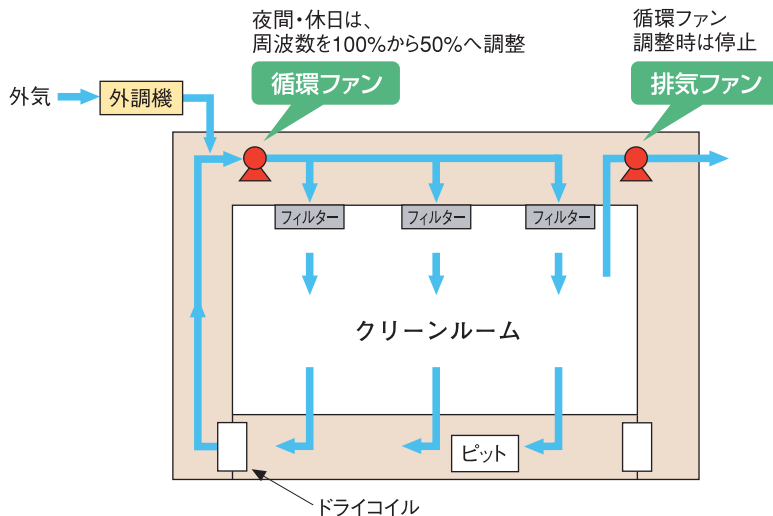 夜間・休日は、
周波数を100%から50%へ調整
循環ファン
調整時は停止
外気
外調機
循環ファン
排気ファン
フィルター
フィルター
フィルター
クリーンルーム
ピット
ドライコイル